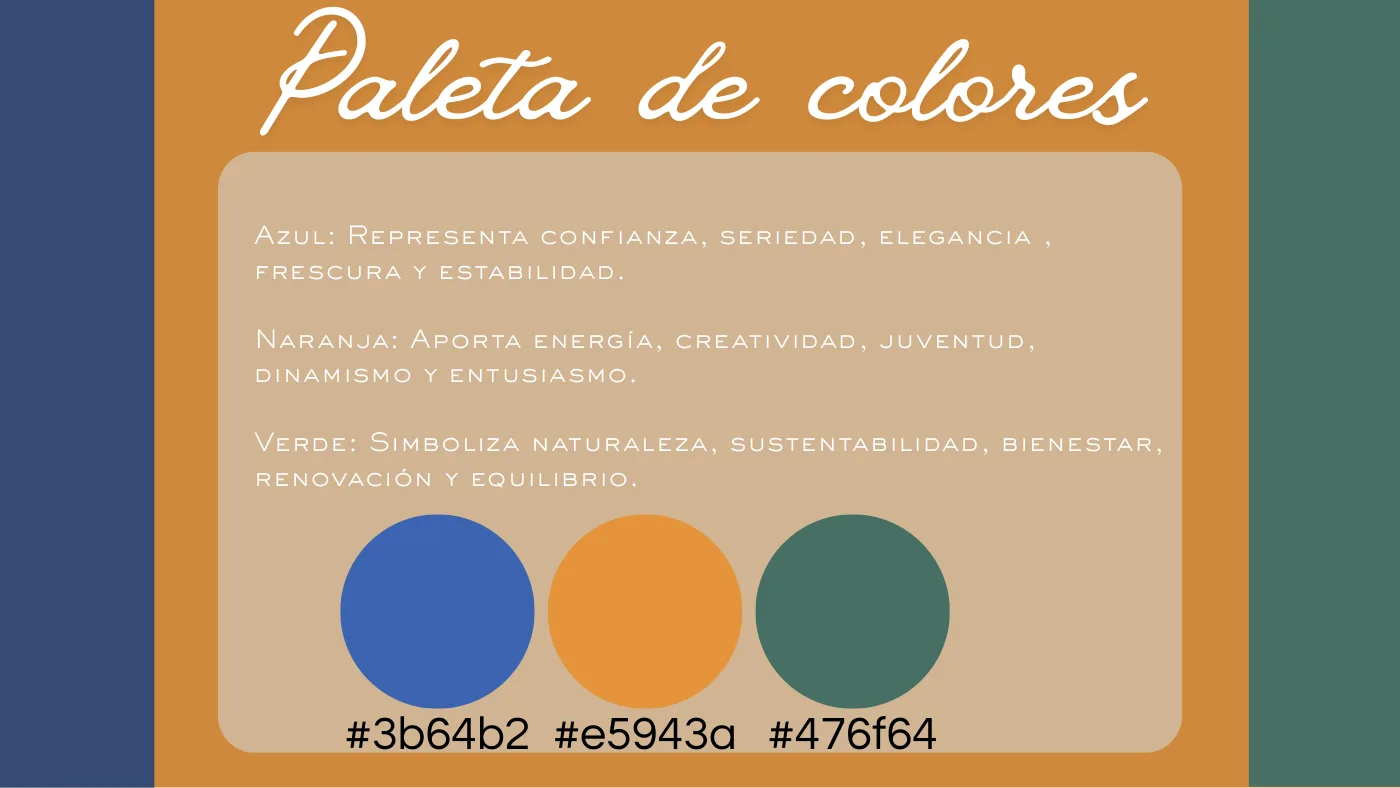 Paleta de colores
Azul: Representa confianza, seriedad, elegancia ,
frescura y estabilidad.
Naranja: Aporta energía, creatividad, juventud,
dinamismo y entusiasmo.
Verde: Simboliza naturaleza, sustentabilidad, bienestar,
renovación y equilibrio.
#3b64b2 #e5943a #476f64